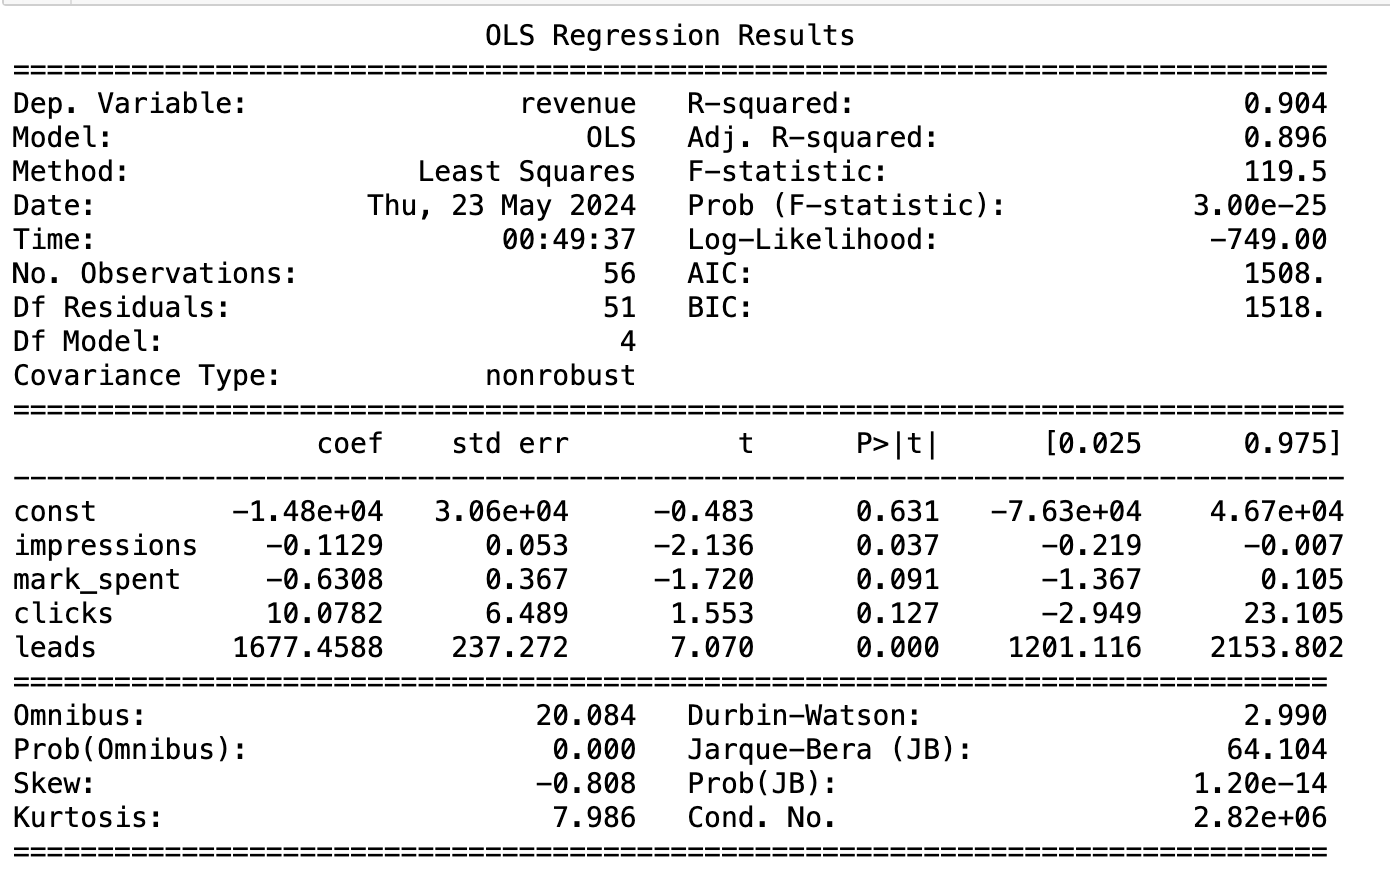 OLS Regression Results
==============================================================================
Dep. Variable:                revenue   R-squared:                       0.904
Model:                            OLS   Adj. R-squared:                  0.896
Method:                 Least Squares   F-statistic:                     119.5
Date:                Thu, 23 May 2024   Prob (F-statistic):           3.00e-25
Time:                        00:49:37   Log-Likelihood:                -749.00
No. Observations:                  56   AIC:                             1508.
Df Residuals:                      51   BIC:                             1518.
Df Model:                           4
Covariance Type:            nonrobust
===============================================================================
                  coef    std err          t      P>|t|      [0.025      0.975]
-------------------------------------------------------------------------------
const        -1.48e+04   3.06e+04     -0.483      0.631   -7.63e+04    4.67e+04
impressions    -0.1129      0.053     -2.136      0.037      -0.219      -0.007
mark_spent     -0.6308      0.367     -1.720      0.091      -1.367       0.105
clicks         10.0782      6.489      1.553      0.127      -2.949      23.105
leads        1677.4588    237.272      7.070      0.000    1201.116    2153.802
==============================================================================
Omnibus:                       20.084   Durbin-Watson:                   2.990
Prob(Omnibus):                  0.000   Jarque-Bera (JB):               64.104
Skew:                          -0.808   Prob(JB):                     1.20e-14
Kurtosis:                       7.986   Cond. No.                     2.82e+06
==============================================================================